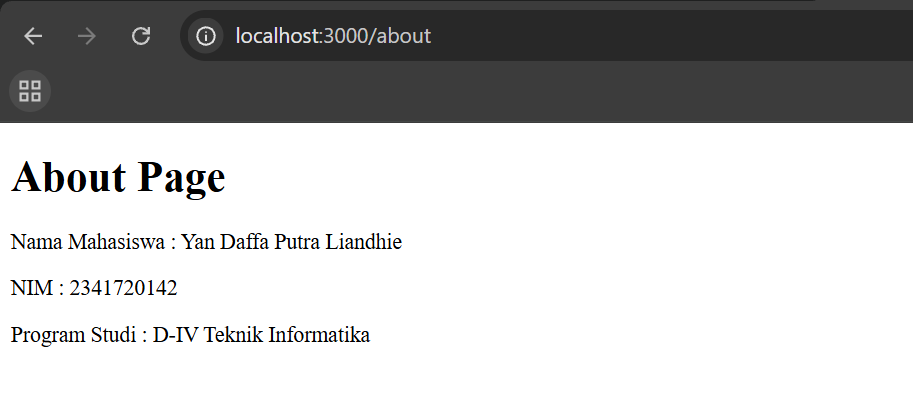 localhost:3000/about
About Page
Nama Mahasiswa : Yan Daffa Putra Liandhie
NIM : 2341720142
Program Studi : D-IV Teknik Informatika